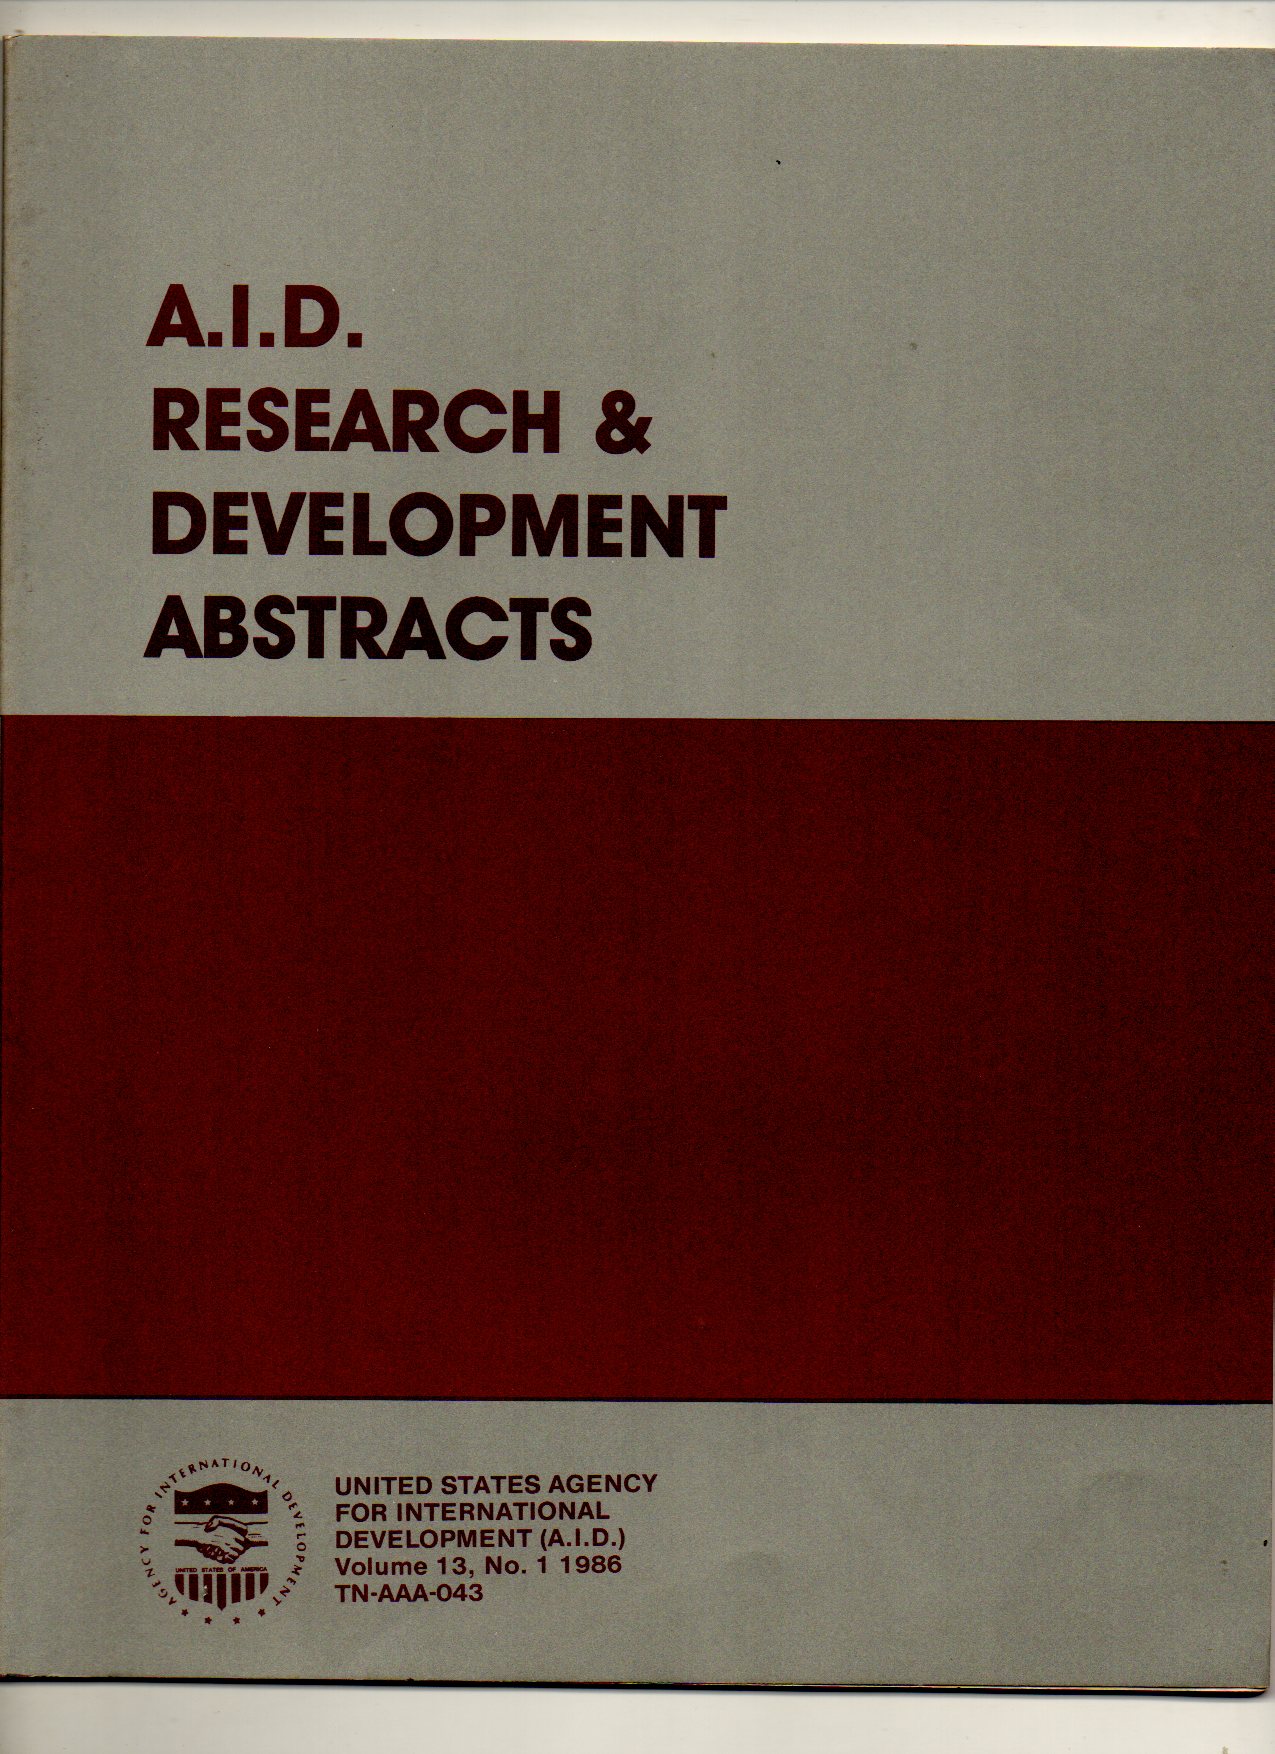 A.I.D.
RESEARCH &
DEVELOPMENT
ABSTRACTS
AGENCY FOR INTERNATIONAL DEVELOPMENT
UNITED STATES OF AMERICA
UNITED STATES AGENCY
FOR INTERNATIONAL
DEVELOPMENT (A.I.D.)
Volume 13, No. 1 1986
TN-AAA-043